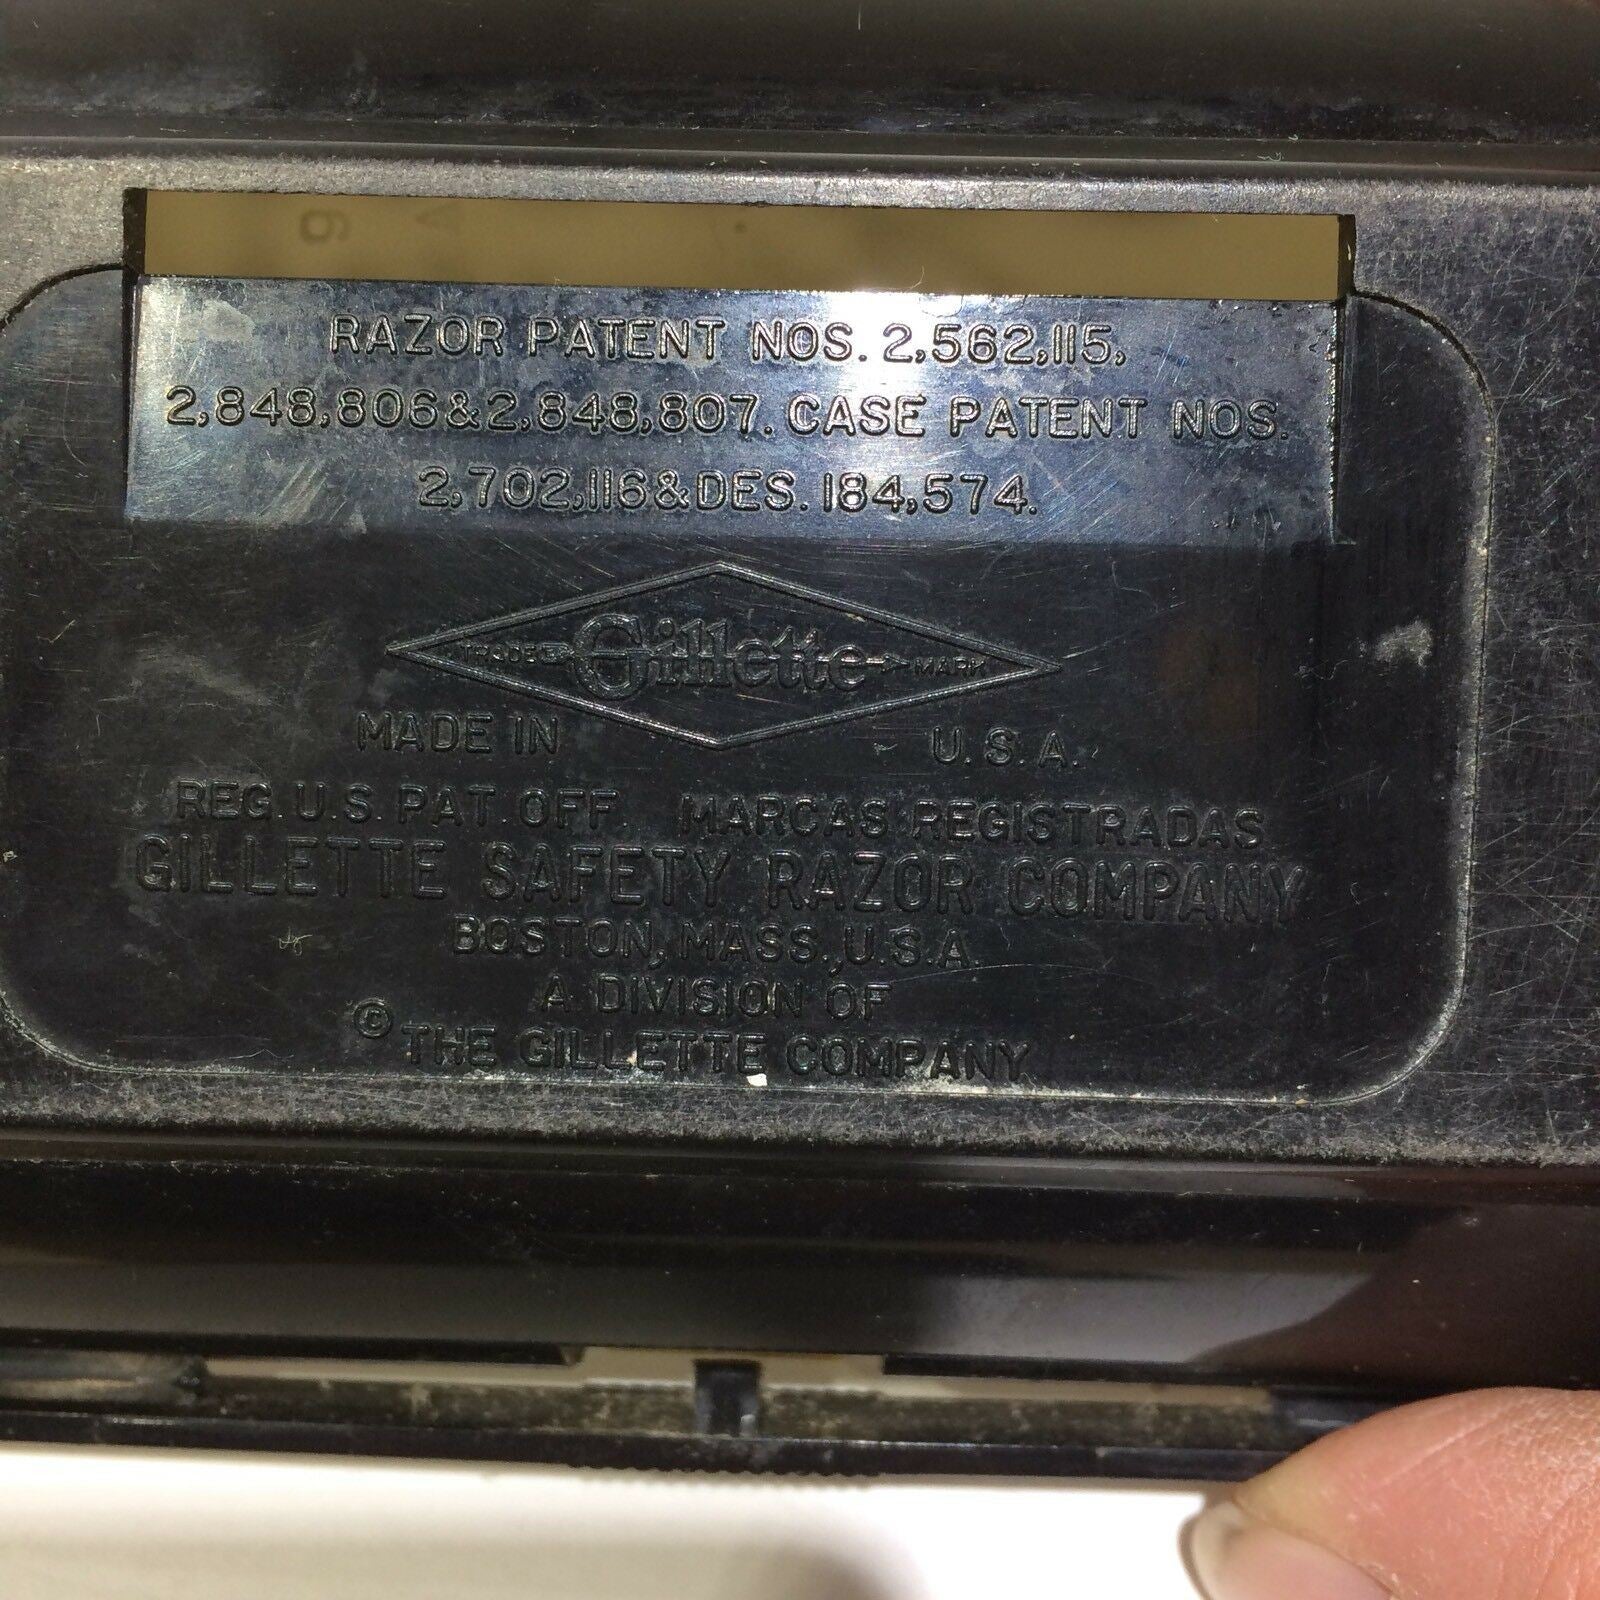 RAZOR PATENT NOS. 2,562,115,
2,848,806 & 2,848,807. CASE PATENT NOS.
2,702,116 & DES. 184,574.
TRADE Gillette MARK
MADE IN U.S.A.
REG. U.S. PAT. OFF. MARCAS REGISTRADAS
GILLETTE SAFETY RAZOR COMPANY
BOSTON, MASS., U.S.A.
A DIVISION OF
© THE GILLETTE COMPANY